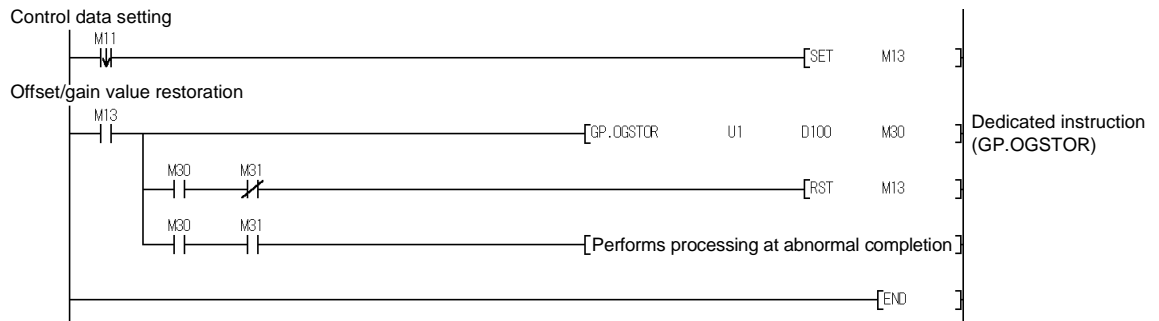 Control data setting
M11
SET M13
Offset/gain value restoration
M13
GP.OGSTOR U1 D100 M30
Dedicated instruction
(GP.OGSTOR)
M30 M31
RST M13
M30 M31
Performs processing at abnormal completion
END